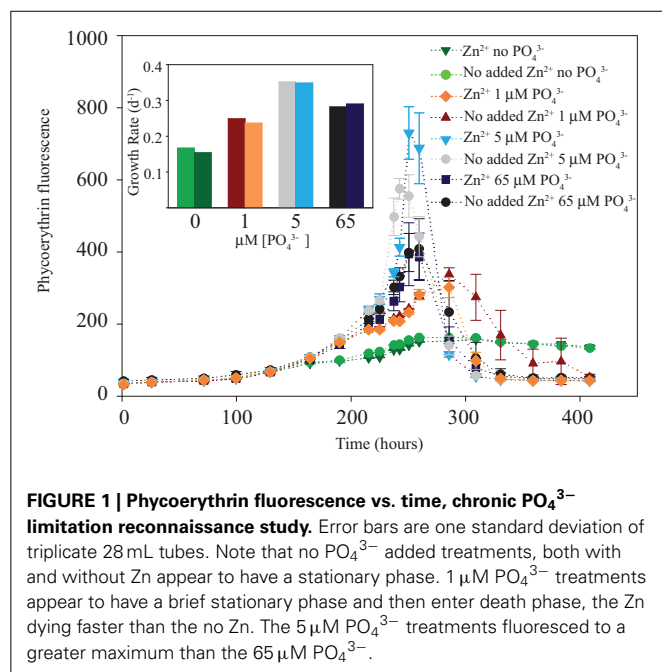 1000
800
600
400
200
0
Phycoerythrin fluorescence
0
100
200
300
400
Time (hours)
0.4
0.3
0.2
0.1
Growth Rate (d⁻¹)
0
1
5
65
μM [PO₄³⁻ ]
Zn²⁺ no PO₄³⁻
No added Zn²⁺ no PO₄³⁻
Zn²⁺ 1 μM PO₄³⁻
No added Zn²⁺ 1 μM PO₄³⁻
Zn²⁺ 5 μM PO₄³⁻
No added Zn²⁺ 5 μM PO₄³⁻
Zn²⁺ 65 μM PO₄³⁻
No added Zn²⁺ 65 μM PO₄³⁻
FIGURE 1 | Phycoerythrin fluorescence vs. time, chronic PO₄³⁻
limitation reconnaissance study. Error bars are one standard deviation of
triplicate 28 mL tubes. Note that no PO₄³⁻ added treatments, both with
and without Zn appear to have a stationary phase. 1 μM PO₄³⁻ treatments
appear to have a brief stationary phase and then enter death phase, the Zn
dying faster than the no Zn. The 5 μM PO₄³⁻ treatments fluoresced to a
greater maximum than the 65 μM PO₄³⁻.